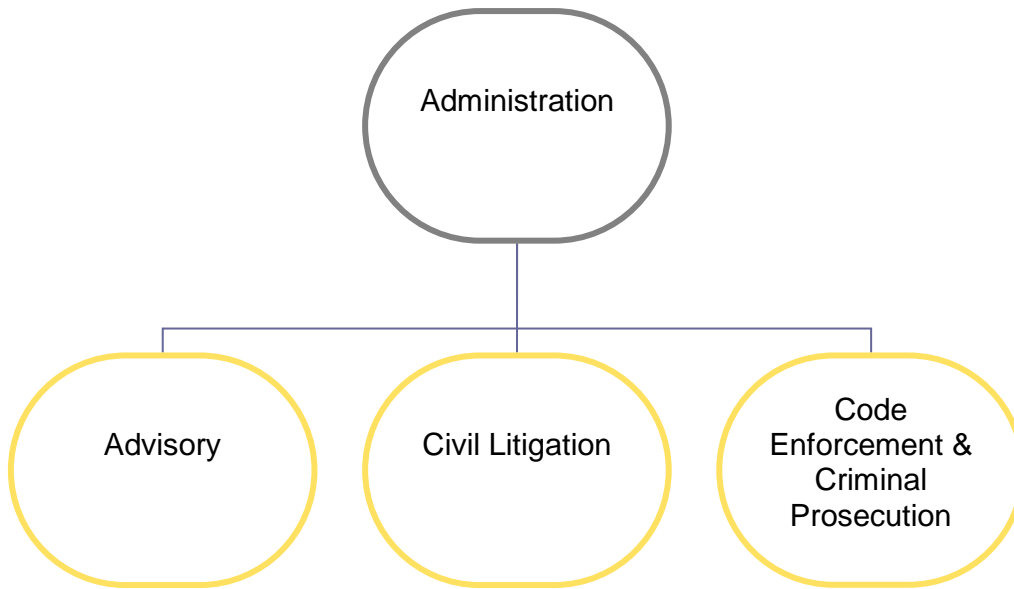 Administration
Advisory
Civil Litigation
Code
Enforcement &
Criminal
Prosecution